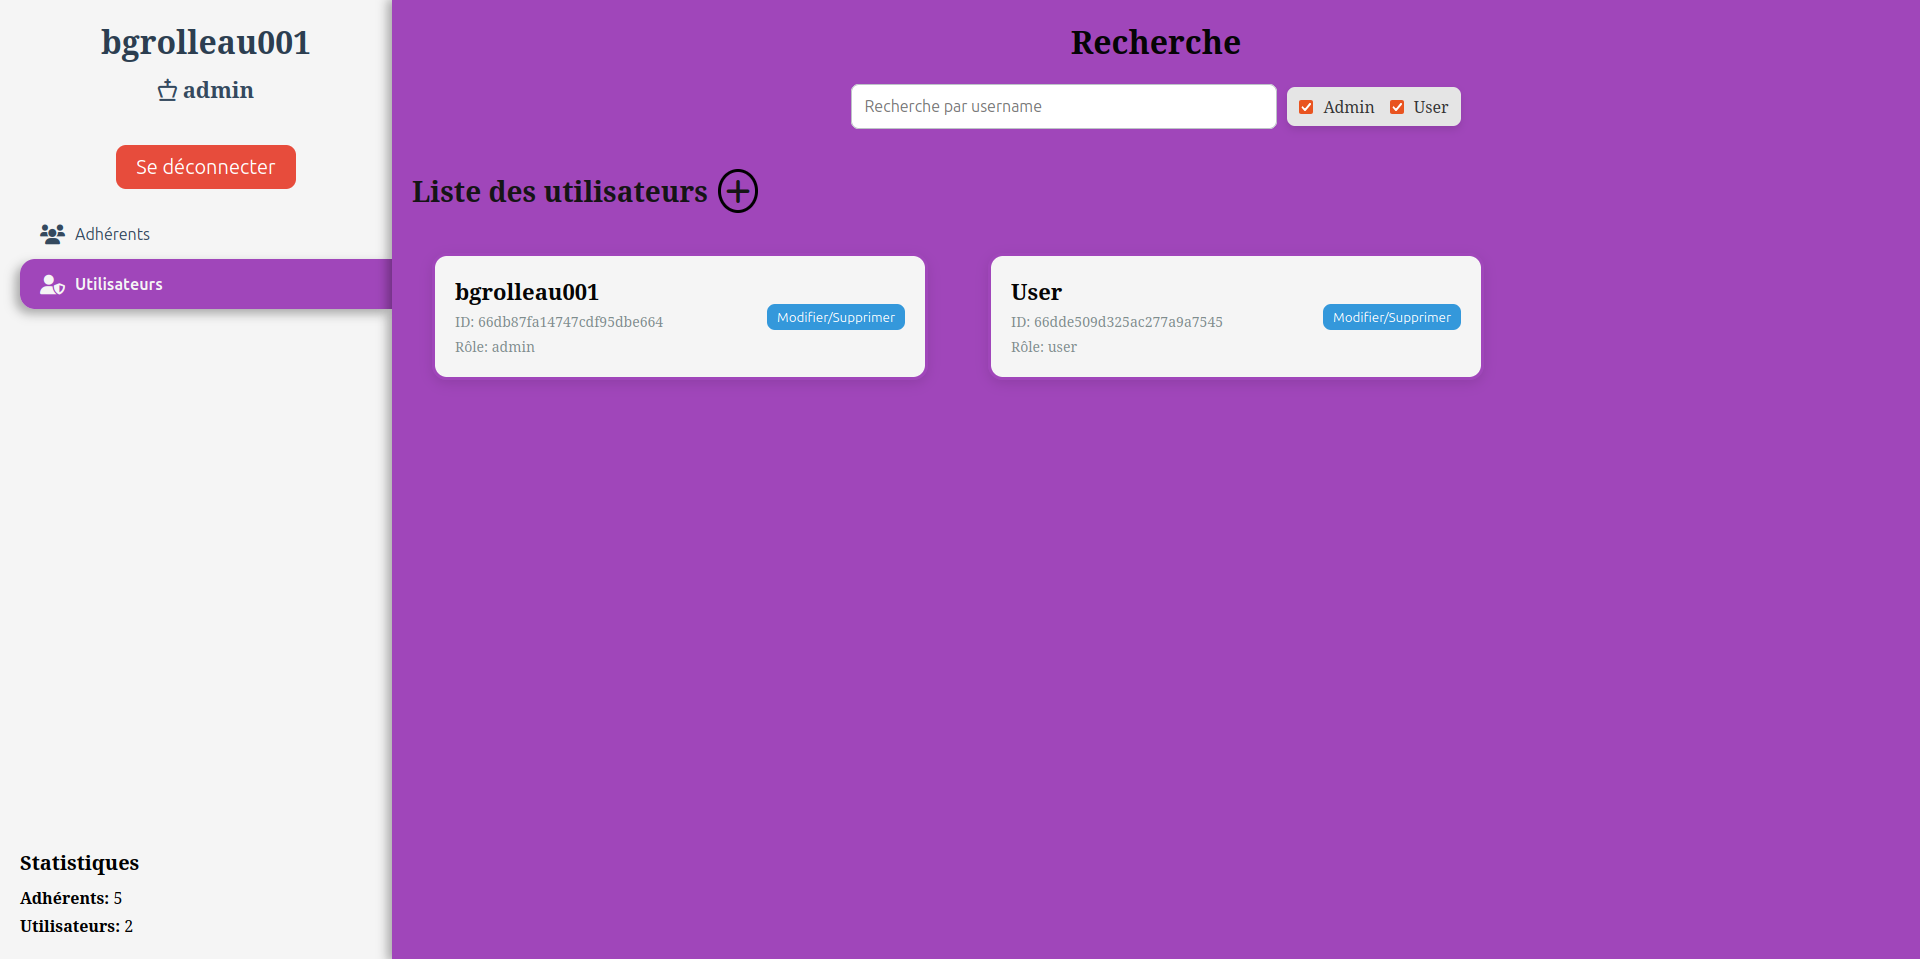 bgrolleau001
admin
Se déconnecter
Adhérents
Utilisateurs
Statistiques
Adhérents: 5
Utilisateurs: 2
Recherche
Recherche par username
Admin User
Liste des utilisateurs
bgrolleau001
ID: 66db87fa14747cdf95dbe664
Rôle: admin
Modifier/Supprimer
User
ID: 66dde509d325ac277a9a7545
Rôle: user
Modifier/Supprimer